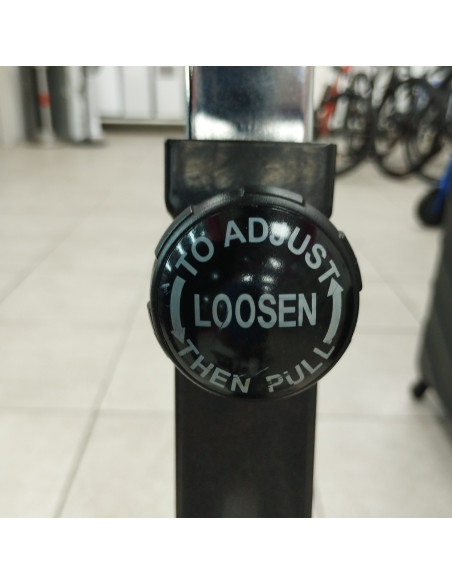 TO ADJUST
LOOSEN
THEN PULL